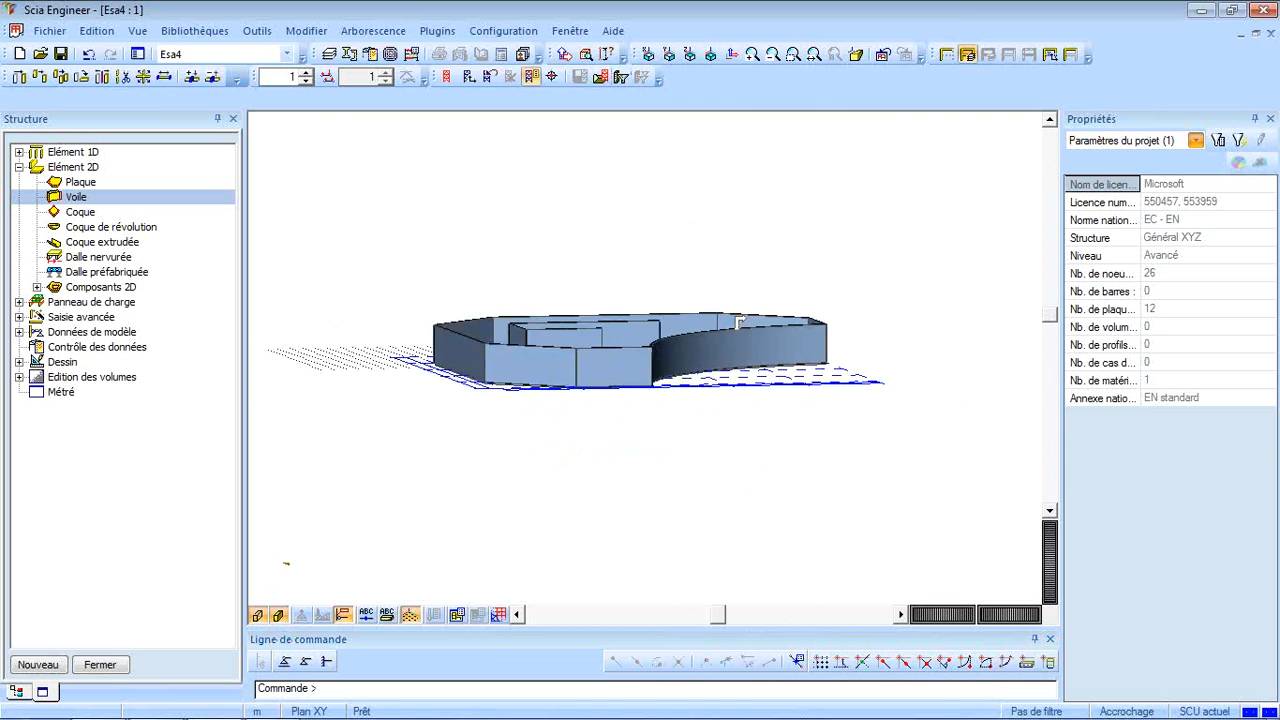 Scia Engineer - [Esa4 : 1]
Fichier Edition Vue Bibliothèques Outils Modifier Arborescence Plugins Configuration Fenêtre Aide
Esa4
1 1
Structure
Elément 1D
Elément 2D
Plaque
Voile
Coque
Coque de révolution
Coque extrudée
Dalle nervurée
Dalle préfabriquée
Composants 2D
Panneau de charge
Saisie avancée
Données de modèle
Contrôle des données
Dessin
Edition des volumes
Métré
Nouveau Fermer
Propriétés
Paramètres du projet (1)
Nom de licen... Microsoft
Licence num... 550457, 553959
Norme nation... EC - EN
Structure Général XYZ
Niveau Avancé
Nb. de noeu... 26
Nb. de barres : 0
Nb. de plaqu... 12
Nb. de volum... 0
Nb. de profils... 0
Nb. de cas d... 0
Nb. de matéri... 1
Annexe natio... EN standard
ABC ABC
Ligne de commande
Commande >
m Plan XY Prêt Pas de filtre Accrochage SCU actuel